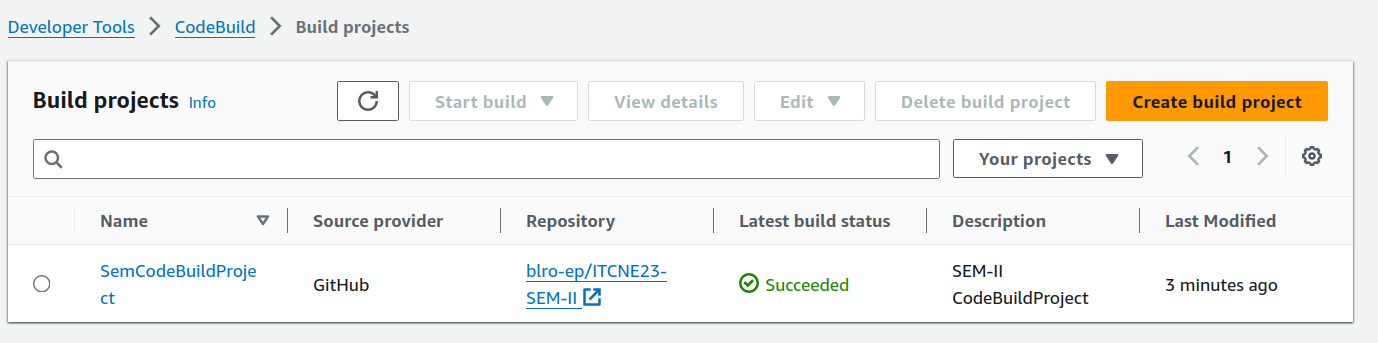 Developer Tools > CodeBuild > Build projects
Build projects Info Start build View details Edit Delete build project Create build project
Your projects 1
Name Source provider Repository Latest build status Description Last Modified
SemCodeBuildProje blro-ep/ITCNE23- SEM-II
GitHub Succeeded 3 minutes ago
ct SEM-II CodeBuildProject